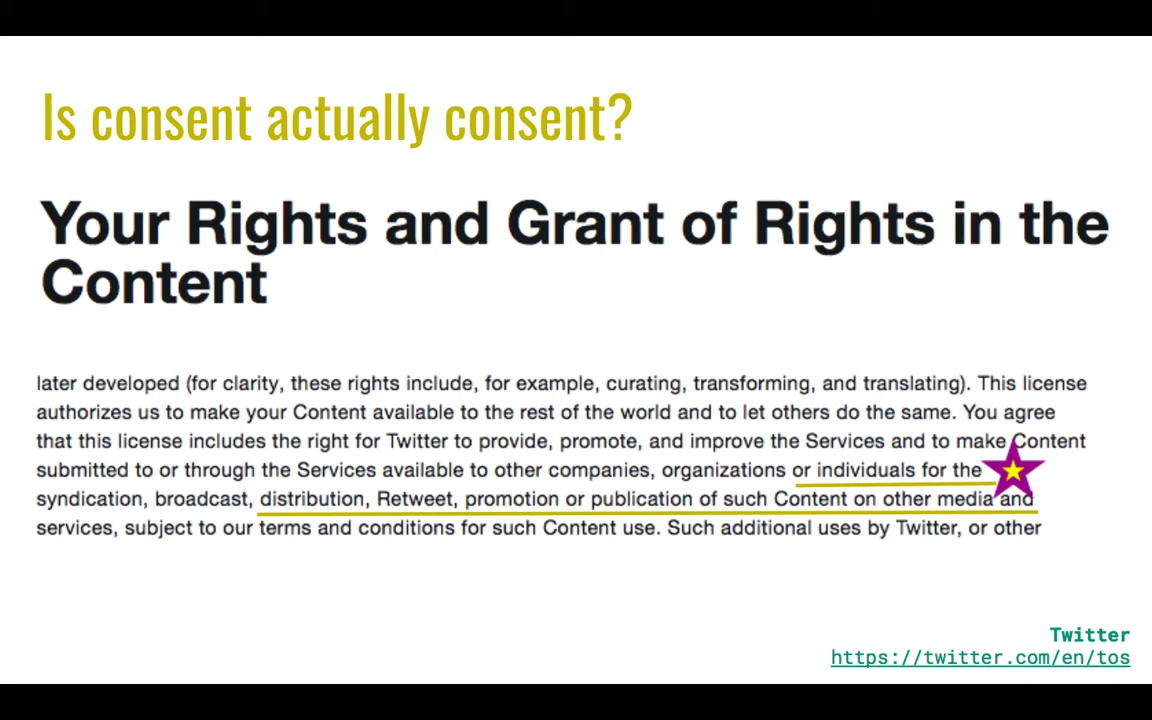 Is consent actually consent?
Your Rights and Grant of Rights in the
Content
later developed (for clarity, these rights include, for example, curating, transforming, and translating). This license
authorizes us to make your Content available to the rest of the world and to let others do the same. You agree
that this license includes the right for Twitter to provide, promote, and improve the Services and to make Content
submitted to or through the Services available to other companies, organizations or individuals for the
syndication, broadcast, distribution, Retweet, promotion or publication of such Content on other media and
services, subject to our terms and conditions for such Content use. Such additional uses by Twitter, or other
Twitter
https://twitter.com/en/tos